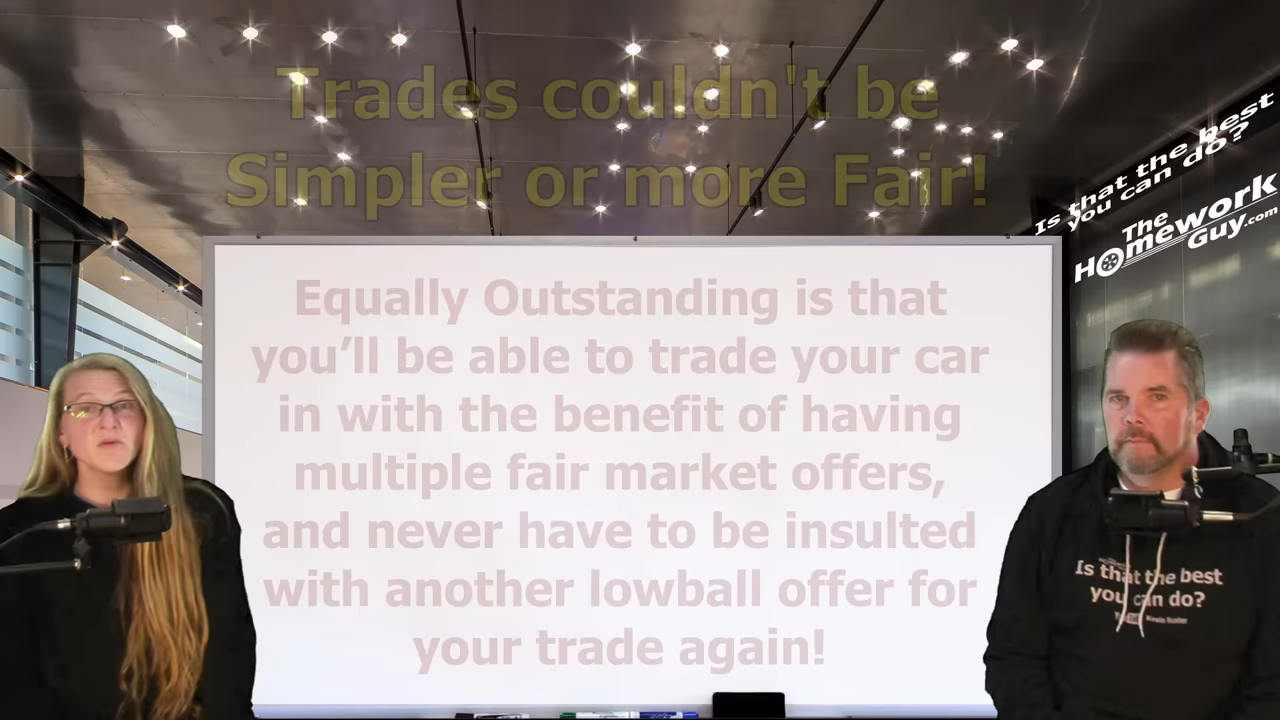 Trades couldn't be
Simpler or more Fair!
Is that the best
you can do?
The
Homework
Guy.com
Equally Outstanding is that
you’ll be able to trade your car
in with the benefit of having
multiple fair market offers,
and never have to be insulted
with another lowball offer for
your trade again!
Is that the best
you can do?